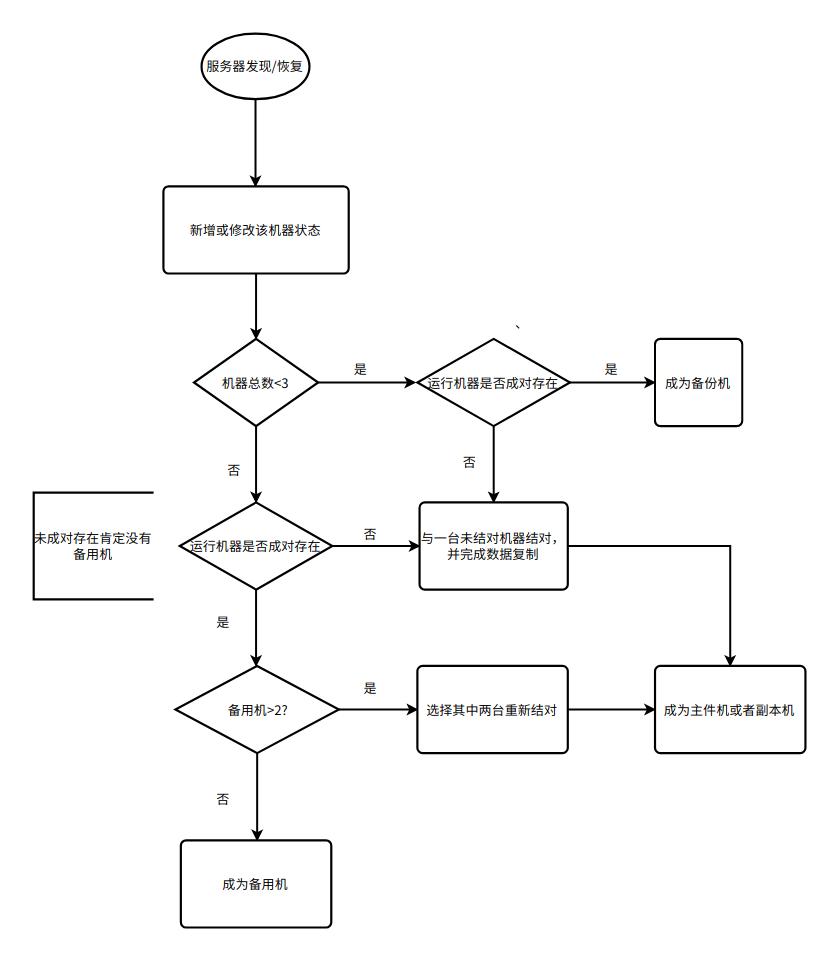 服务器发现/恢复
新增或修改该机器状态
、
机器总数<3
是
运行机器是否成对存在
是
成为备份机
否
否
未成对存在肯定没有
备用机
运行机器是否成对存在
否
与一台未结对机器结对，
并完成数据复制
是
备用机>2?
是
选择其中两台重新结对
成为主件机或者副本机
否
成为备用机